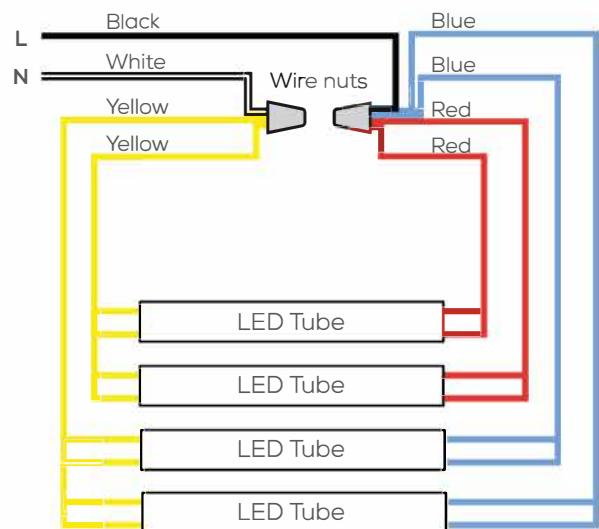 Black
Blue
L
White
Blue
N
Wire nuts
Yellow
Red
Yellow
Red
LED Tube
LED Tube
LED Tube
LED Tube